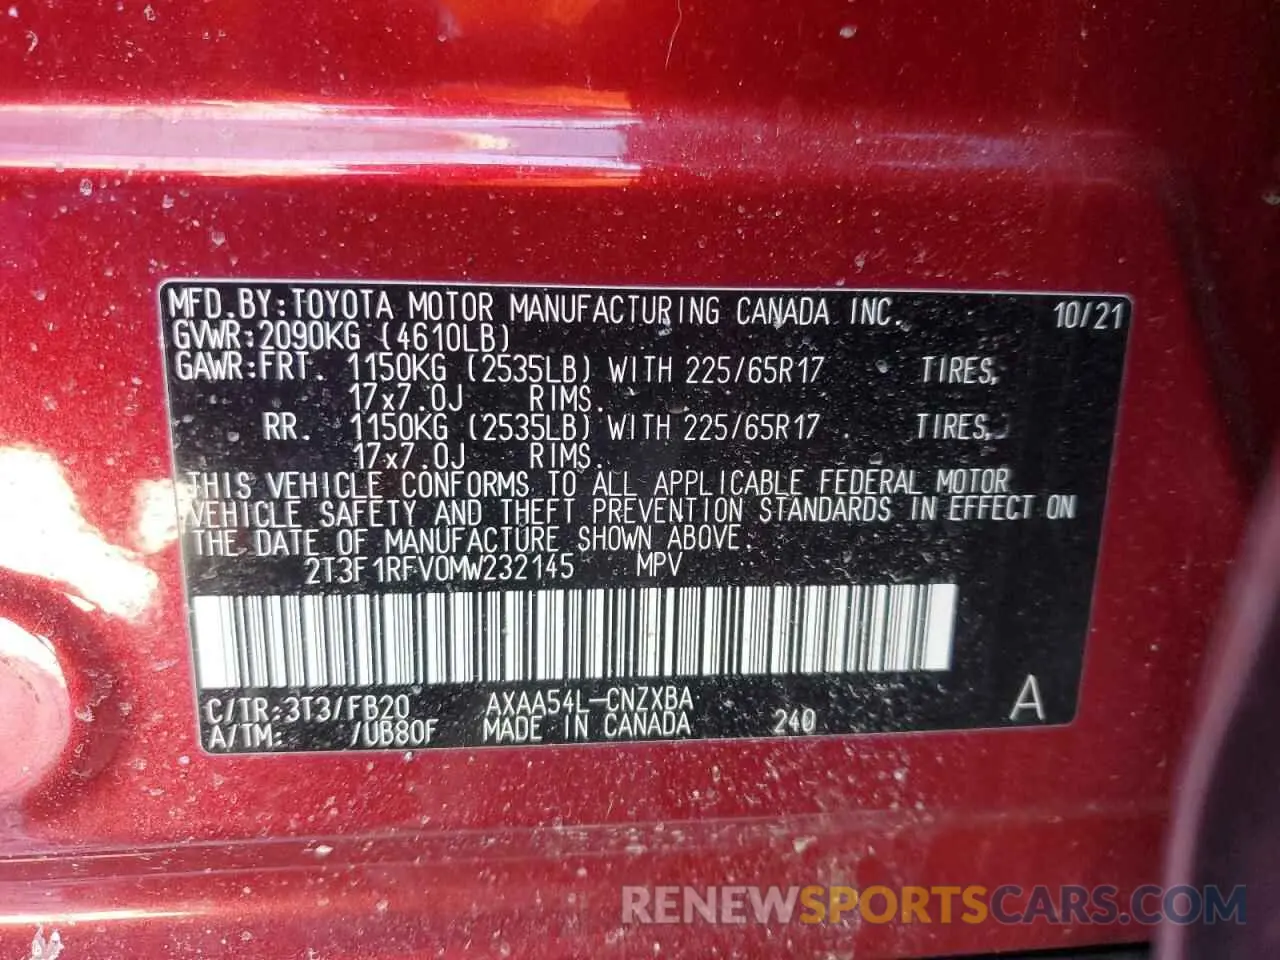 MFD.BY:TOYOTA MOTOR MANUFACTURING CANADA INC. 10/21
GVWR:2090KG (4610LB)
GAWR:FRT. 1150KG (2535LB) WITH 225/65R17 TIRES,
17x7.0J RIMS.
RR. 1150KG (2535LB) WITH 225/65R17 TIRES,
17x7.0J RIMS.
THIS VEHICLE CONFORMS TO ALL APPLICABLE FEDERAL MOTOR
VEHICLE SAFETY AND THEFT PREVENTION STANDARDS IN EFFECT ON
THE DATE OF MANUFACTURE SHOWN ABOVE.
2T3F1RFV0MW232145 MPV
C/TR:3T3/FB20 AXAA54L-CNZXBA A
A/TM: /UB80F MADE IN CANADA 240
RENEWSPORTSCARS.COM